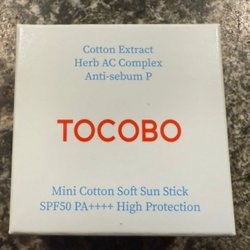 Cotton Extract
Herb AC Complex
Anti-sebum P
TOCOBO
Mini Cotton Soft Sun Stick
SPF50 PA++++ High Protection